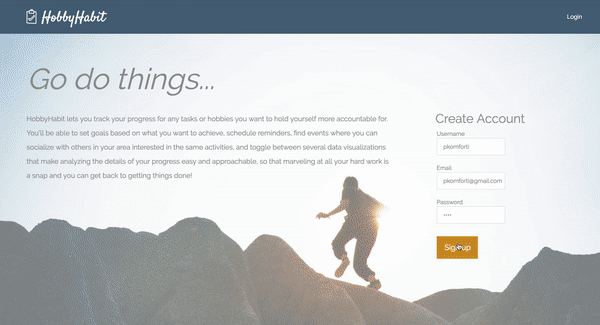 HobbyHabit
Login
Go do things...
HobbyHabit lets you track your progress for any tasks or hobbies you want to hold yourself more accountable for.
You'll be able to set goals based on what you want to achieve, schedule reminders, find events where you can
socialize with others in your area interested in the same activities, and toggle between several data visualizations
that make analyzing the details of your progress easy and approachable, so that marveling at all your hard work is
a snap and you can get back to getting things done!
Create Account
Username
pkomforti
Email
pkomforti@gmail.com
Password
••••
Sign up